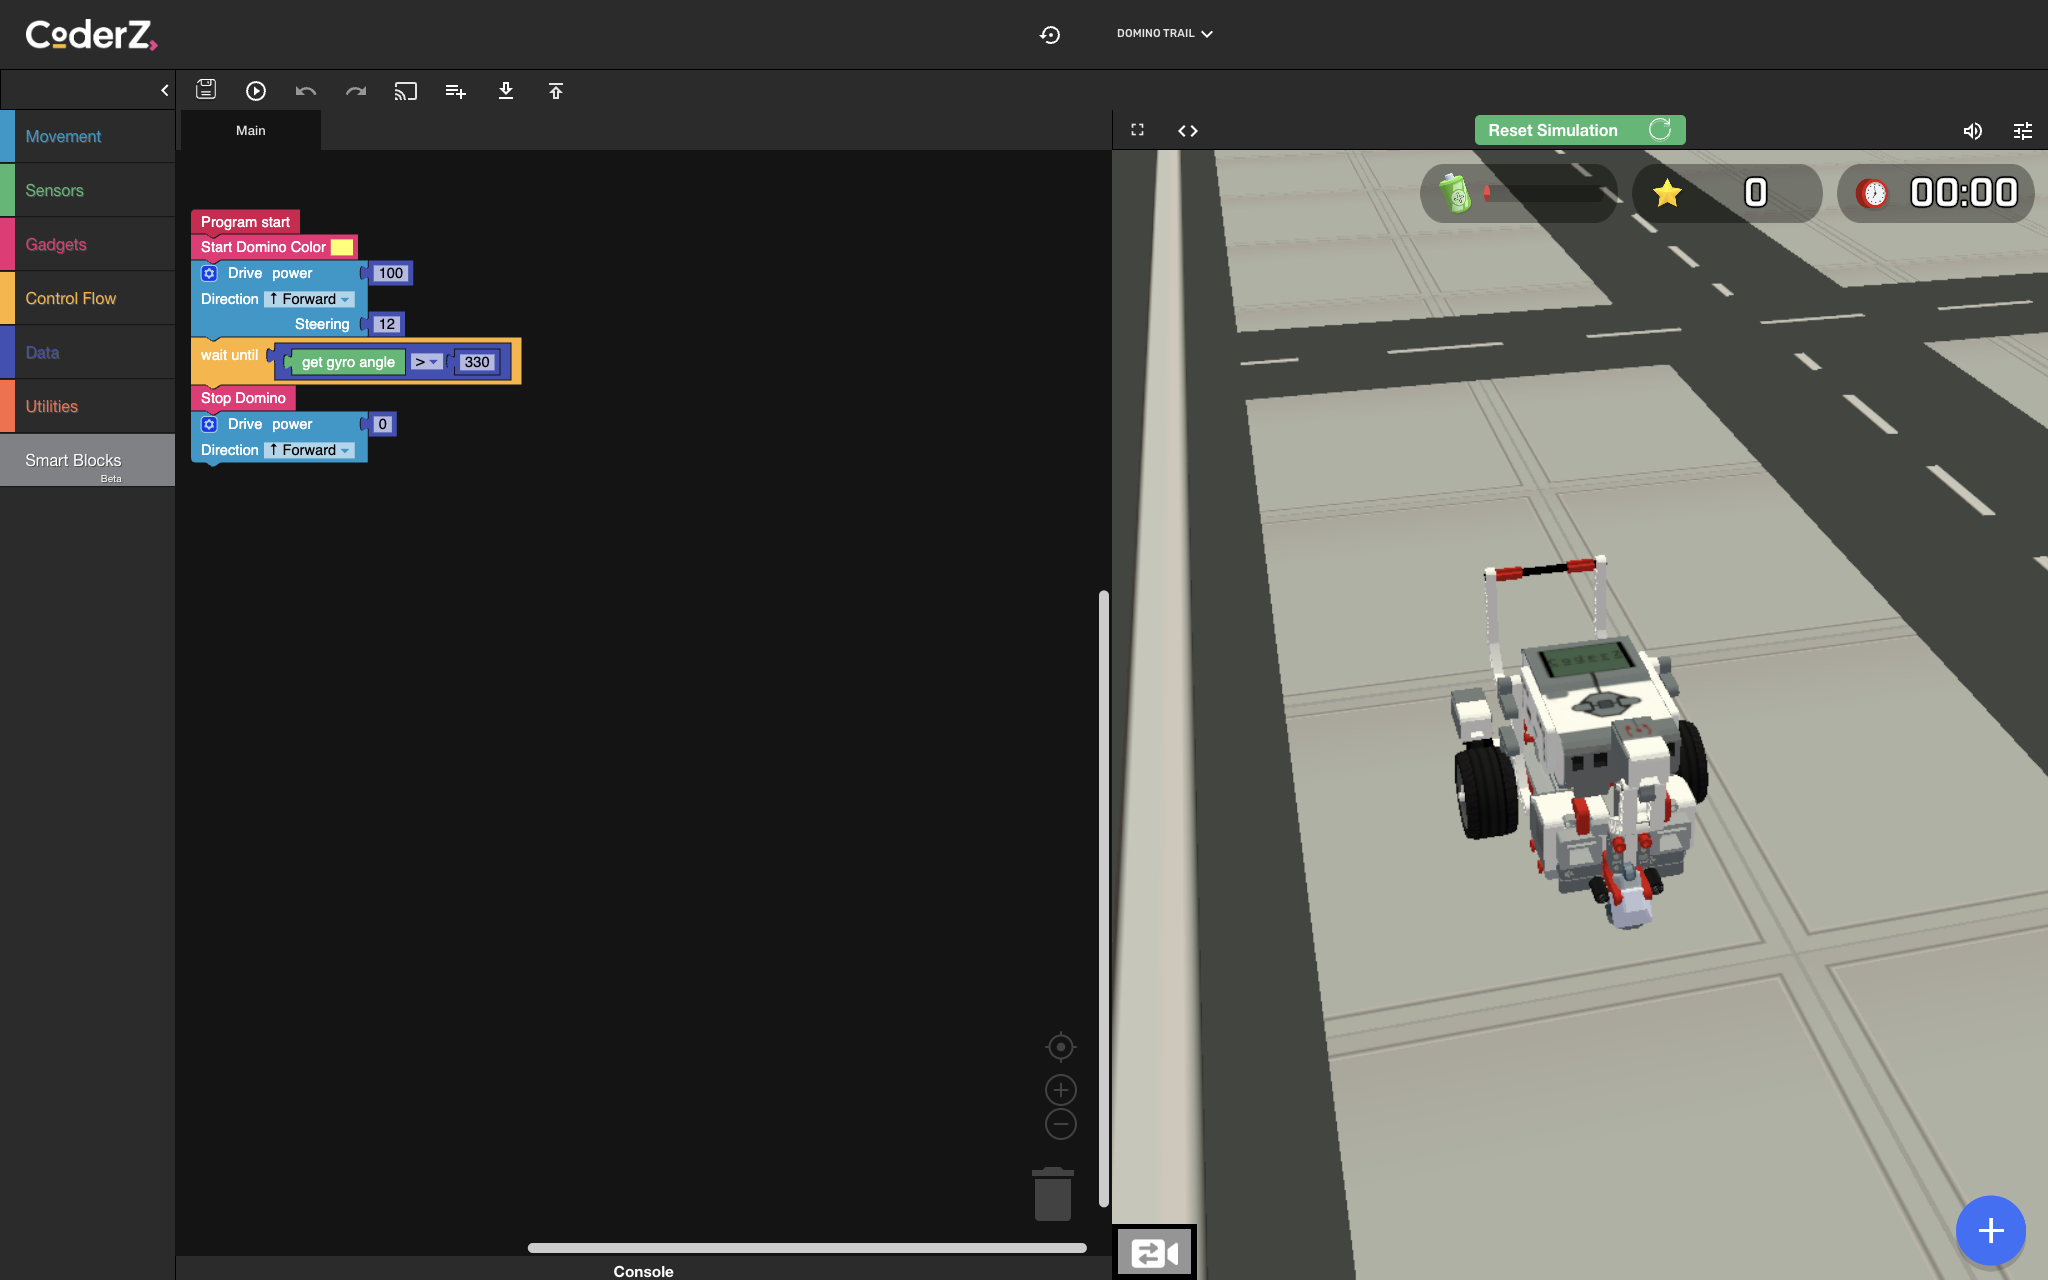 CoderZ
DOMINO TRAIL
Main
Reset Simulation
Movement
Sensors
Gadgets
Control Flow
Data
Utilities
Smart Blocks
Beta
Program start
Start Domino Color
Drive power 100
Direction ↑ Forward
Steering 12
wait until get gyro angle > 330
Stop Domino
Drive power 0
Direction ↑ Forward
0
00:00
CoderZ
Console